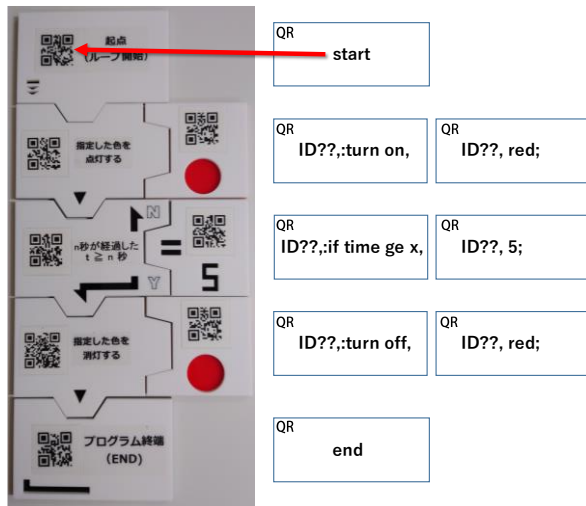 起点
(ループ開始)
QR
start
指定した色を
点灯する
QR
ID??,:turn on,
QR
ID??, red;
N
n秒が経過した
t ≧ n 秒
Y
=
5
QR
ID??,:if time ge x,
QR
ID??, 5;
指定した色を
消灯する
QR
ID??,:turn off,
QR
ID??, red;
プログラム終端
(END)
QR
end